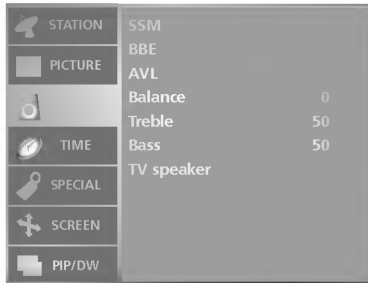 STATION
PICTURE
TIME
SPECIAL
SCREEN
PIP/DW
SSM
BBE
AVL
Balance 0
Treble 50
Bass 50
TV speaker